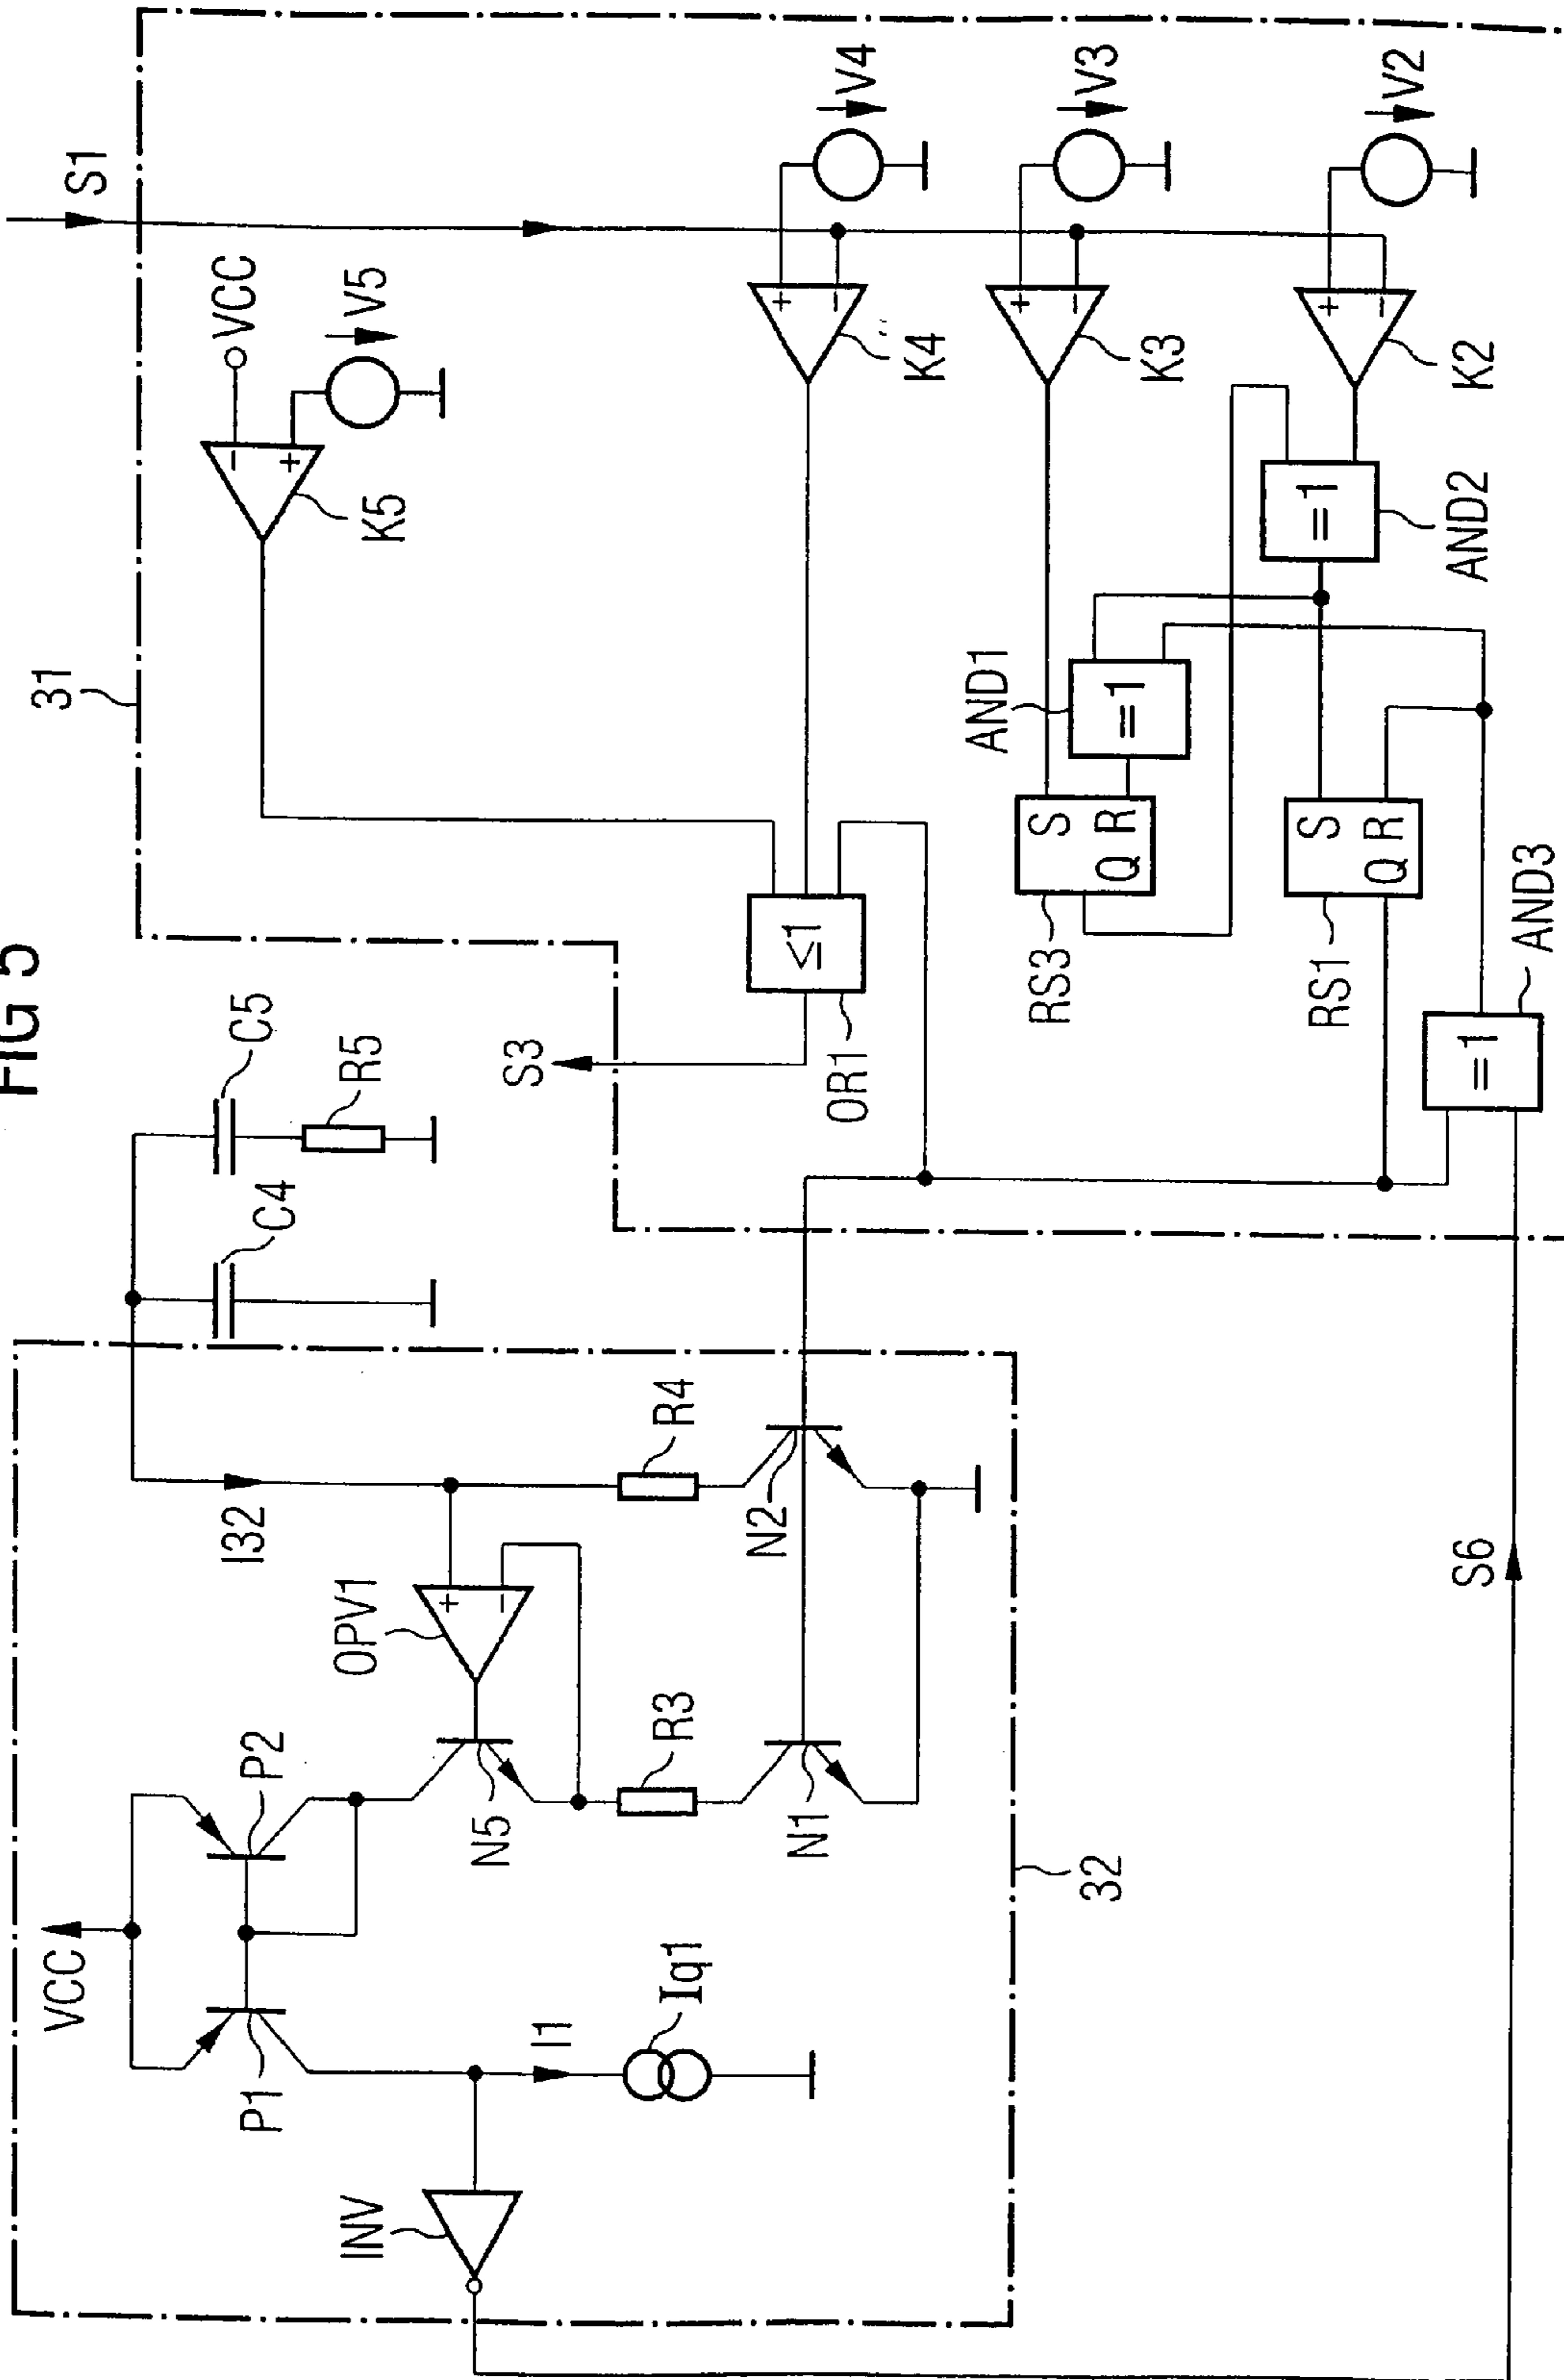 FIG 5
31
S1
VCC
V5
K5
V4
K4
V3
K3
V2
K2
+
−
+
−
+
−
+
−
=1
AND2
AND1
=1
S
Q R
RS3
S
Q R
RS1
≤1
OR1
S3
=1
AND3
C5
R5
C4
I32
R4
N2
OPV1
+
−
R3
N1
N5
P2
VCC
P1
I1
Iq1
INV
32
S6